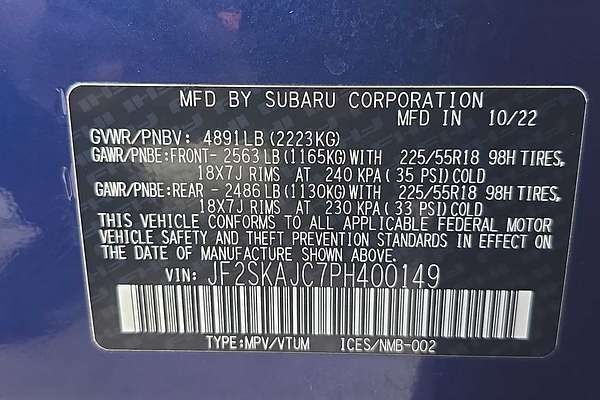 MFD BY SUBARU CORPORATION
MFD IN 10/22
GVWR/PNBV: 4891LB (2223KG)
GAWR/PNBE:FRONT- 2563LB (1165KG)WITH 225/55R18 98H TIRES,
18X7J RIMS AT 240 KPA (35 PSI)COLD
GAWR/PNBE:REAR - 2486LB (1130KG)WITH 225/55R18 98H TIRES,
18X7J RIMS AT 230 KPA (33 PSI)COLD
THIS VEHICLE CONFORMS TO ALL APPLICABLE FEDERAL MOTOR
VEHICLE SAFETY AND THEFT PREVENTION STANDARDS IN EFFECT ON
THE DATE OF MANUFACTURE SHOWN ABOVE.
VIN: JF2SKAJC7PH400149
TYPE:MPV/VTUM ICES/NMB-002